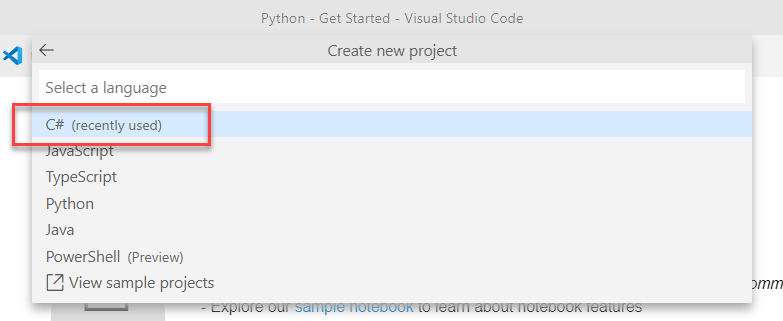 Python - Get Started - Visual Studio Code
Create new project
Select a language
C# (recently used)
JavaScript
TypeScript
Python
Java
PowerShell (Preview)
View sample projects
- Explore our sample notebook to learn about notebook features